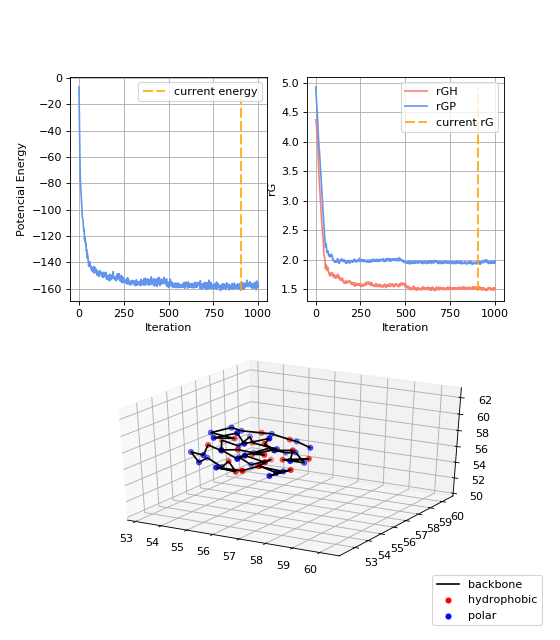 0
−20
−40
−60
−80
−100
−120
−140
−160
Potencial Energy
current energy
0 250 500 750 1000
Iteration
5.0
4.5
4.0
3.5
3.0
2.5
2.0
1.5
rG
rGH
rGP
current rG
0 250 500 750 1000
Iteration
62
60
58
56
54
52
50
53 54 55 56 57 58 59 60
53 54 55 56 57 58 59 60
backbone
hydrophobic
polar